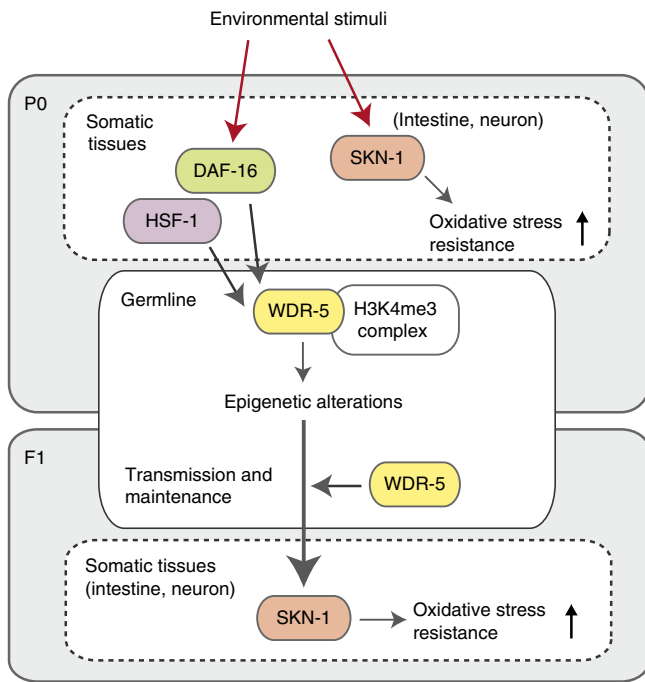 Environmental stimuli
P0
Somatic
tissues
(Intestine, neuron)
DAF-16
SKN-1
HSF-1
Oxidative stress
resistance
Germline
WDR-5
H3K4me3
complex
Epigenetic alterations
F1
Transmission and
maintenance
WDR-5
Somatic tissues
(intestine, neuron)
SKN-1
Oxidative stress
resistance